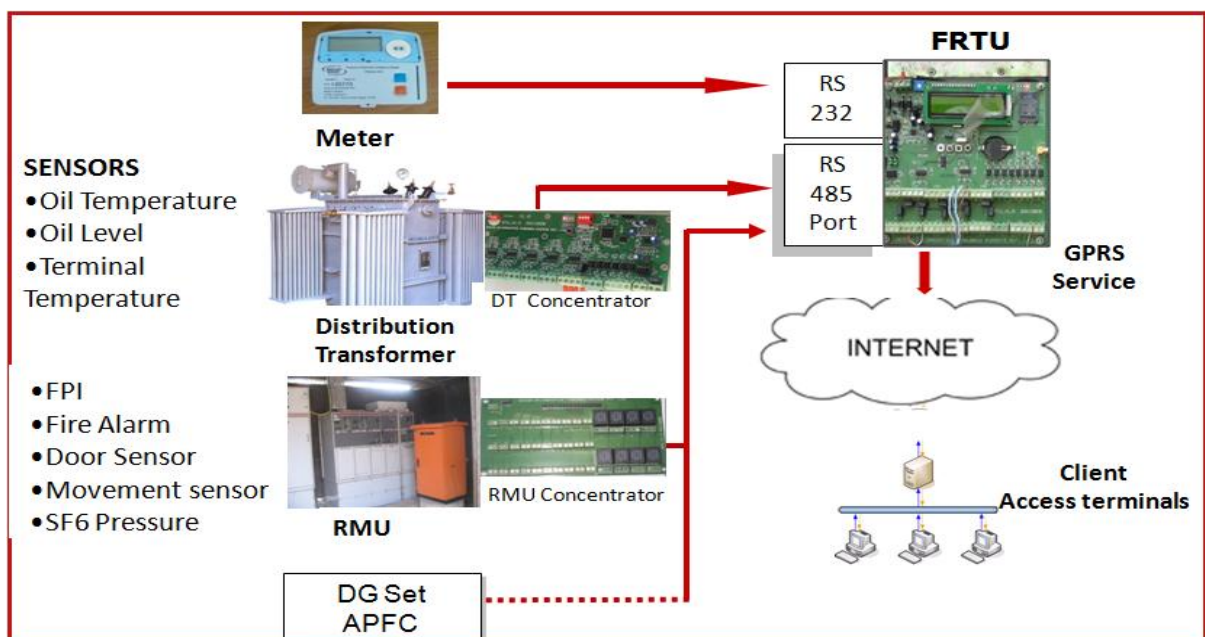 FRTU
RS
232
Meter
SENSORS
•Oil Temperature
•Oil Level
•Terminal
Temperature
RS
485
Port
DT Concentrator
GPRS
Service
Distribution
Transformer
INTERNET
•FPI
•Fire Alarm
•Door Sensor
•Movement sensor
•SF6 Pressure
RMU Concentrator
RMU
Client
Access terminals
DG Set
APFC